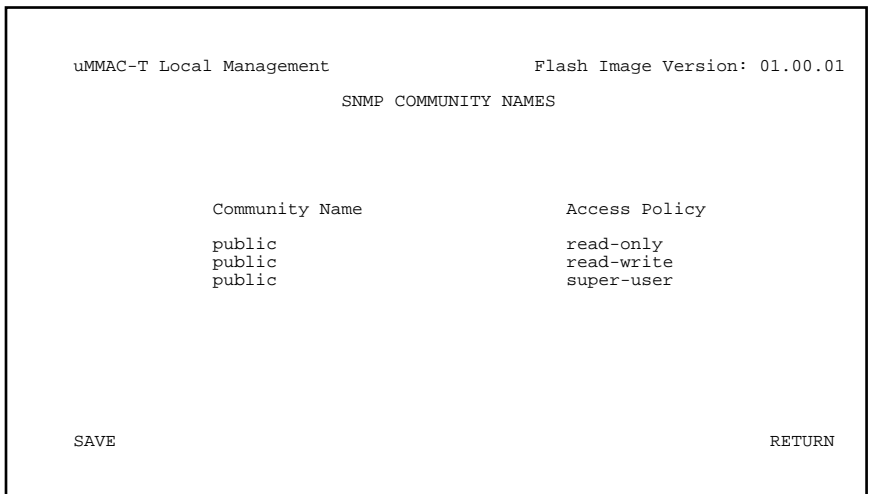 uMMAC-T Local Management Flash Image Version: 01.00.01
SNMP COMMUNITY NAMES
Community Name Access Policy
public read-only
public read-write
public super-user
SAVE RETURN